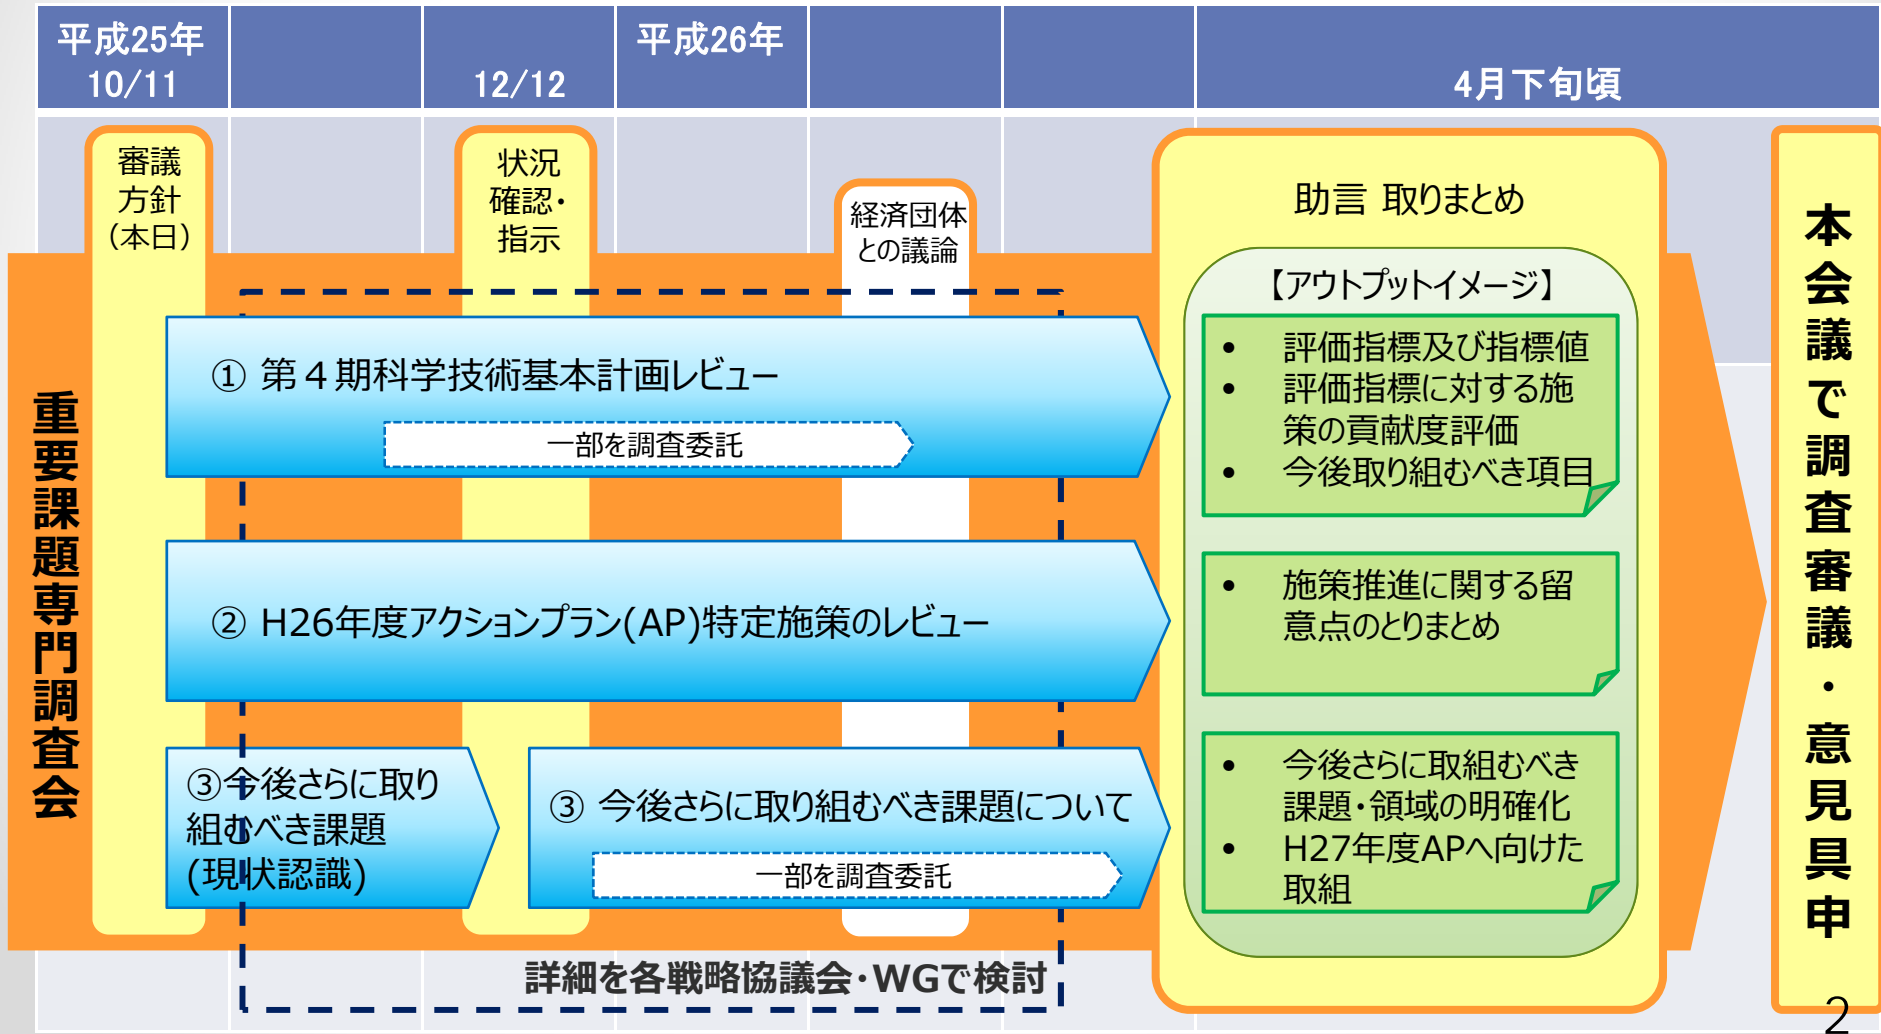 平成25年
10/11
12/12
平成26年
4月下旬頃
審議
方針
（本日）
状況
確認・
指示
経済団体
との議論
助言 取りまとめ
【アウトプットイメージ】
重要課題専門調査会
① 第４期科学技術基本計画レビュー
一部を調査委託
② H26年度アクションプラン(AP)特定施策のレビュー
③今後さらに取り
組むべき課題
(現状認識)
③ 今後さらに取り組むべき課題について
一部を調査委託
詳細を各戦略協議会・WGで検討
• 評価指標及び指標値
• 評価指標に対する施
策の貢献度評価
• 今後取り組むべき項目
• 施策推進に関する留
意点のとりまとめ
• 今後さらに取組むべき
課題・領域の明確化
• H27年度APへ向けた
取組
本会議で調査審議・意見具申
2